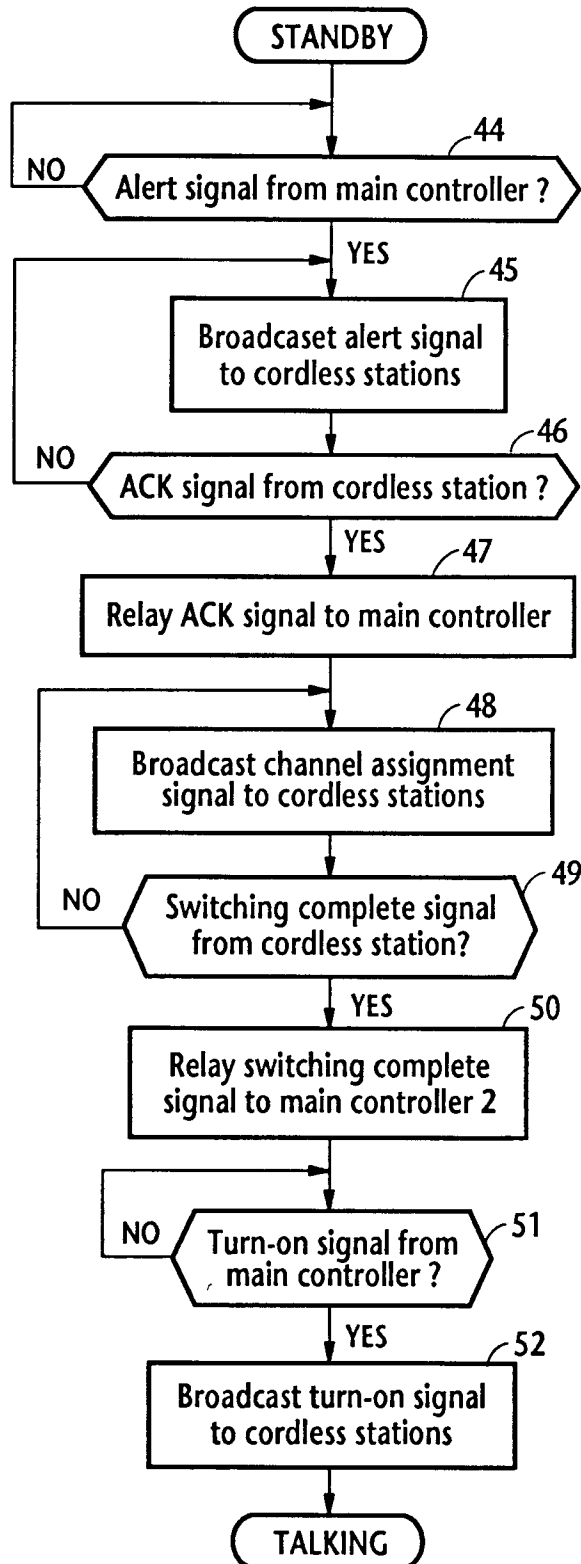 STANDBY
44
NO
Alert signal from main controller ?
YES
45
Broadcaset alert signal
to cordless stations
46
NO
ACK signal from cordless station ?
YES
47
Relay ACK signal to main controller
48
Broadcast channel assignment
signal to cordless stations
49
NO
Switching complete signal
from cordless station?
YES
50
Relay switching complete
signal to main controller 2
51
NO
Turn-on signal from
main controller ?
YES
52
Broadcast turn-on signal
to cordless stations
TALKING